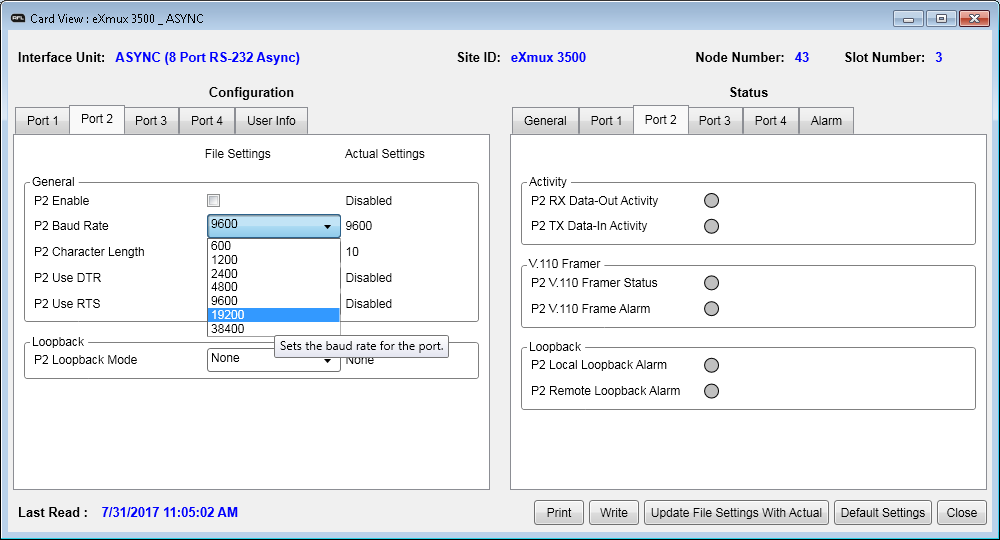 AFL Card View : eXmux 3500 _ ASYNC
Interface Unit: ASYNC (8 Port RS-232 Async) Site ID: eXmux 3500 Node Number: 43 Slot Number: 3
Configuration
Port 1 Port 2 Port 3 Port 4 User Info
File Settings Actual Settings
General
P2 Enable Disabled
P2 Baud Rate 9600 9600
600
P2 Character Length 10
1200
2400
P2 Use DTR Disabled
4800
9600
P2 Use RTS Disabled
19200
38400
Sets the baud rate for the port.
Loopback
P2 Loopback Mode None None
Status
General Port 1 Port 2 Port 3 Port 4 Alarm
Activity
P2 RX Data-Out Activity
P2 TX Data-In Activity
V.110 Framer
P2 V.110 Framer Status
P2 V.110 Frame Alarm
Loopback
P2 Local Loopback Alarm
P2 Remote Loopback Alarm
Last Read : 7/31/2017 11:05:02 AM
Print Write Update File Settings With Actual Default Settings Close